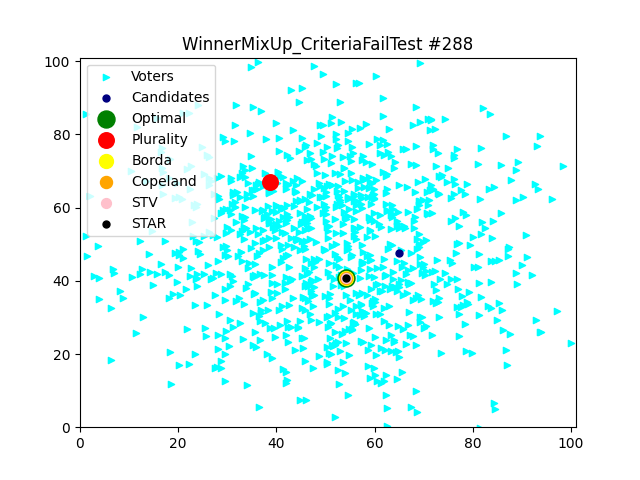 WinnerMixUp_CriteriaFailTest #288
Voters
Candidates
Optimal
Plurality
Borda
Copeland
STV
STAR
100
80
60
40
20
0
0 20 40 60 80 100